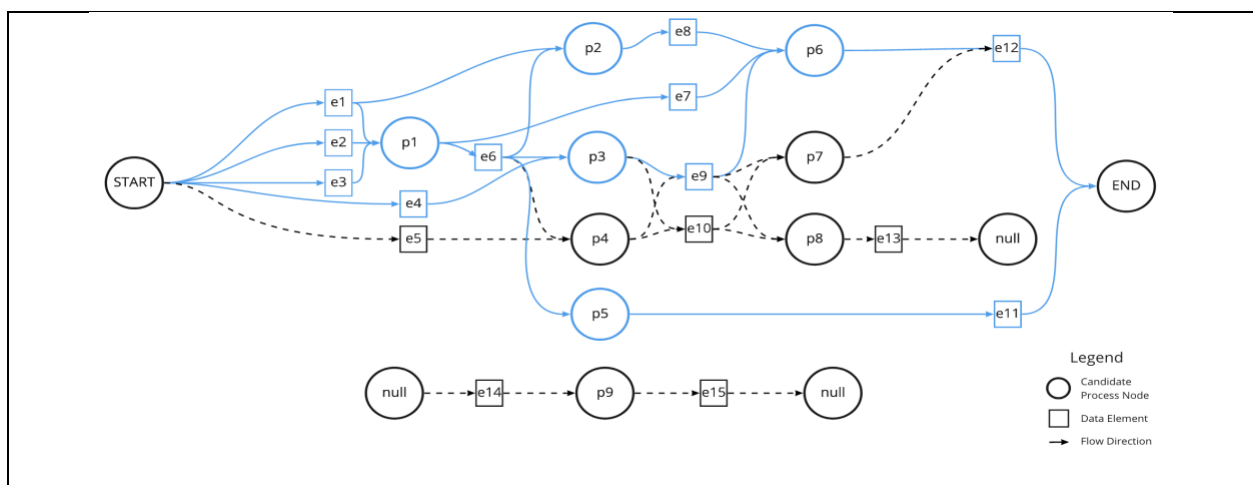 p2
e8
p6
e12
e1
e7
e2
p1
e6
p3
e9
p7
START
e3
e4
END
e5
p4
e10
p8
e13
null
p5
e11
null
e14
p9
e15
null
Legend
Candidate
Process Node
Data Element
Flow Direction